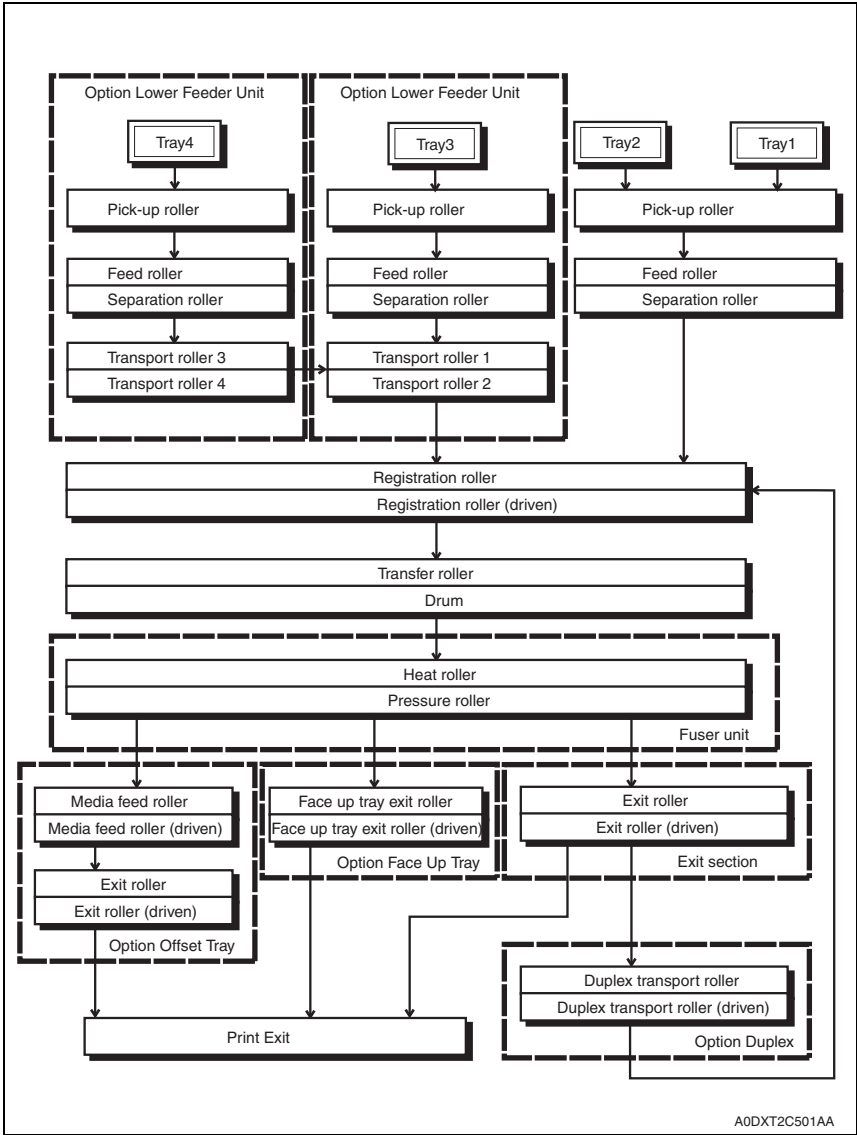 Option Lower Feeder Unit
Option Lower Feeder Unit
Tray4
Tray3
Tray2
Tray1
Pick-up roller
Pick-up roller
Pick-up roller
Feed roller
Separation roller
Feed roller
Separation roller
Feed roller
Separation roller
Transport roller 3
Transport roller 4
Transport roller 1
Transport roller 2
Registration roller
Registration roller (driven)
Transfer roller
Drum
Heat roller
Pressure roller
Fuser unit
Media feed roller
Media feed roller (driven)
Exit roller
Exit roller (driven)
Option Offset Tray
Face up tray exit roller
Face up tray exit roller (driven)
Option Face Up Tray
Exit roller
Exit roller (driven)
Exit section
Duplex transport roller
Duplex transport roller (driven)
Option Duplex
Print Exit
A0DXT2C501AA